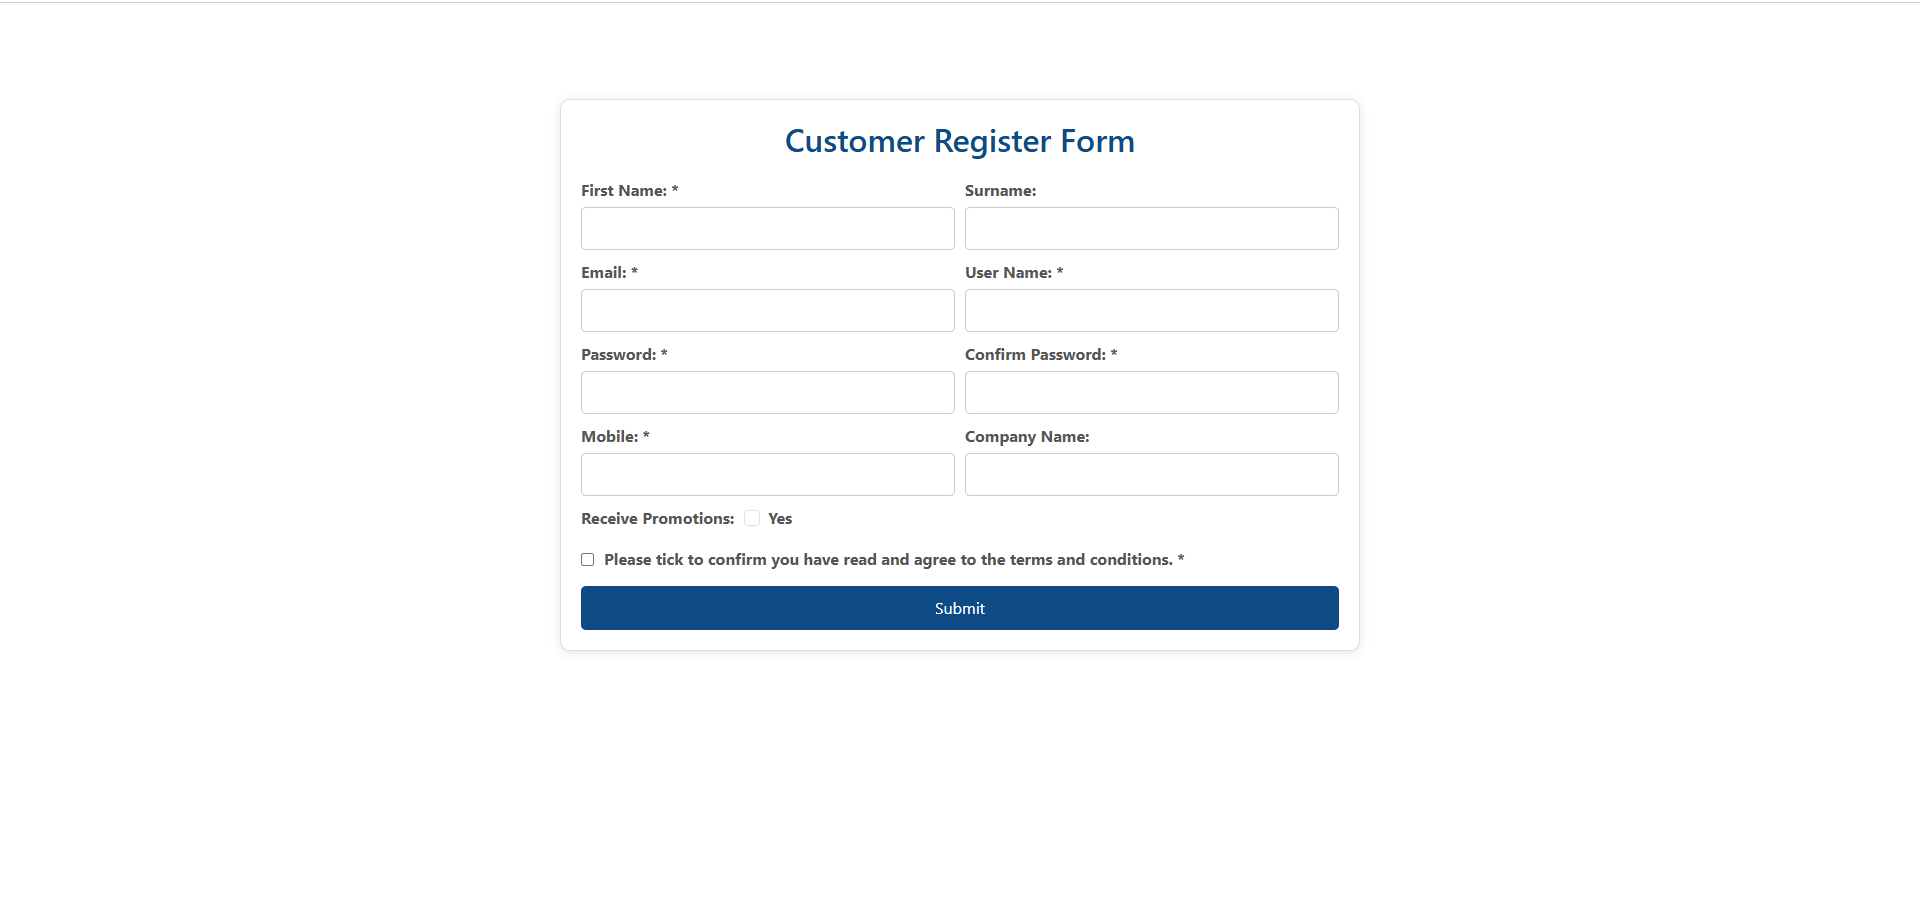 Customer Register Form
First Name: * Surname:
Email: * User Name: *
Password: * Confirm Password: *
Mobile: * Company Name:
Receive Promotions: Yes
Please tick to confirm you have read and agree to the terms and conditions. *
Submit